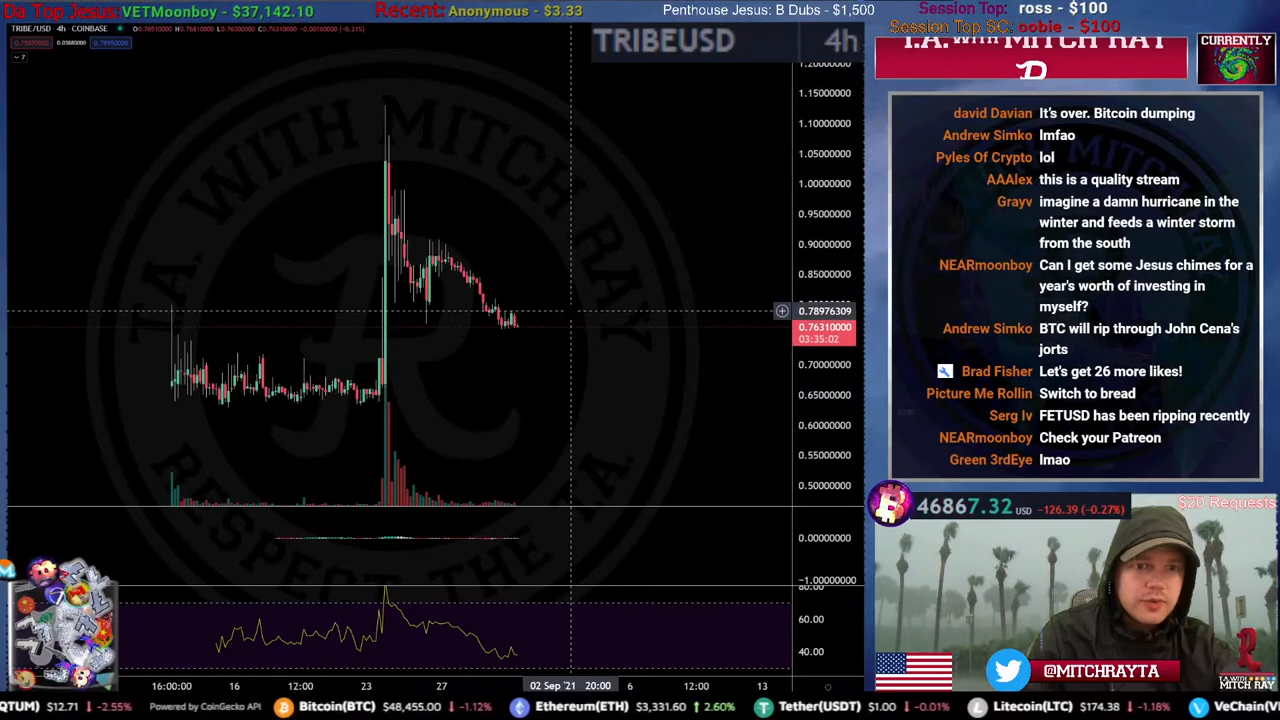 Da Top Jesus:VETMoonboy - $37,142.10
Recent: Anonymous - $3.33
Penthouse Jesus: B Dubs - $1,500
Session Top: ross - $100
Session Top SC: oobie - $100
TRIBE/USD 4h COINBASE
TRIBEUSD 4h
T.A. WITH MITCH RAY
CURRENTLY
david Davian It's over. Bitcoin dumping
Andrew Simko lmfao
Pyles Of Crypto lol
AAAlex this is a quality stream
Grayv imagine a damn hurricane in the
winter and feeds a winter storm
from the south
NEARmoonboy Can I get some Jesus chimes for a
year's worth of investing in
myself?
Andrew Simko BTC will rip through John Cena's
jorts
Brad Fisher Let's get 26 more likes!
Picture Me Rollin Switch to bread
Serg Iv FETUSD has been ripping recently
NEARmoonboy Check your Patreon
Green 3rdEye lmao
46867.32 USD -126.39 (-0.27%)
$20 Requests
1.15000000
1.10000000
1.05000000
1.00000000
0.95000000
0.90000000
0.85000000
0.78976309
0.76310000
03:35:02
0.70000000
0.65000000
0.60000000
0.55000000
0.50000000
0.00000000
-1.00000000
80.00
60.00
40.00
T.A. WITH MITCH RAY
RESPECT THE T.A.
16:00:00 16 12:00 23 27 02 Sep '21 20:00 6 12:00 13
@MITCHRAYTA
T.A. WITH
MITCH RAY
QTUM) $12.71 -2.55% Powered by CoinGecko API Bitcoin(BTC) $48,455.00 -1.12% Ethereum(ETH) $3,331.60 2.60% Tether(USDT) $1.00 -0.01% Litecoin(LTC) $174.38 -1.18% VeChain(V